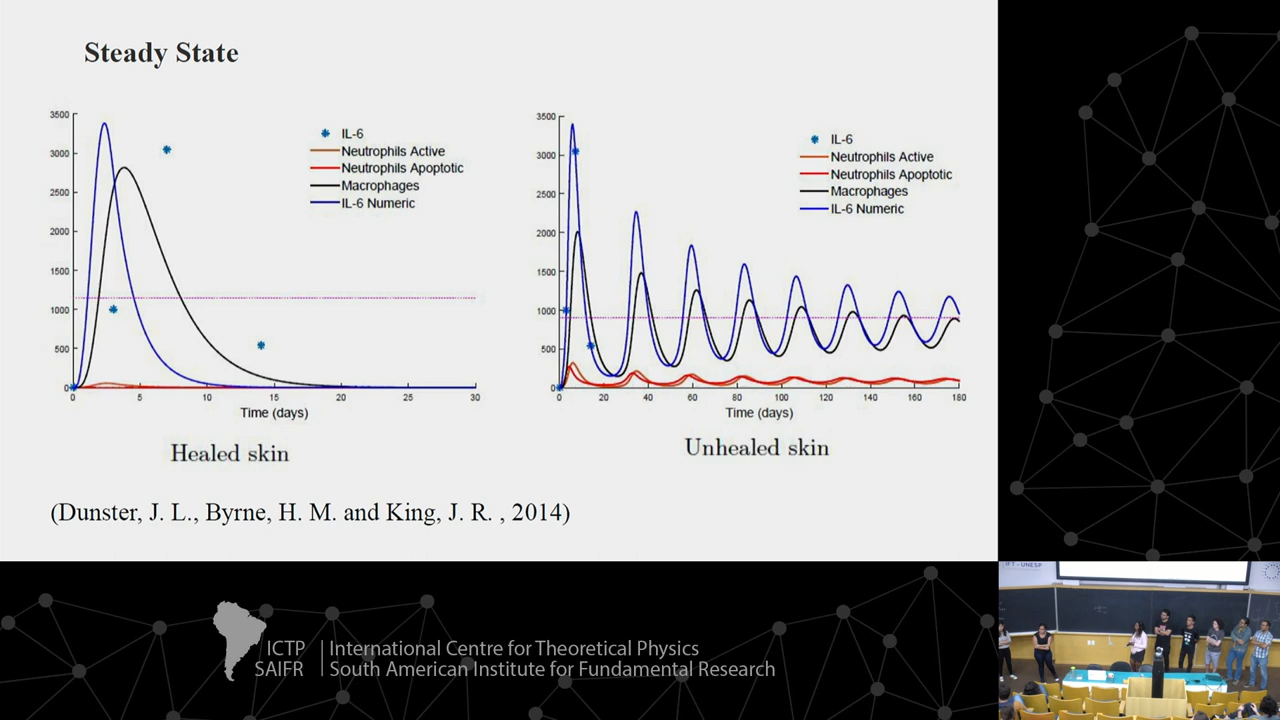 Steady State
3500
3000
2500
2000
1500
1000
500
0
0
5
10
15
20
25
30
Time (days)
IL-6
Neutrophils Active
Neutrophils Apoptotic
Macrophages
IL-6 Numeric
Healed skin
3500
3000
2500
2000
1500
1000
500
0
0
20
40
60
80
100
120
140
160
180
Time (days)
IL-6
Neutrophils Active
Neutrophils Apoptotic
Macrophages
IL-6 Numeric
Unhealed skin
(Dunster, J. L., Byrne, H. M. and King, J. R. , 2014)
IFT - UNESP
ICTP
SAIFR
International Centre for Theoretical Physics
South American Institute for Fundamental Research